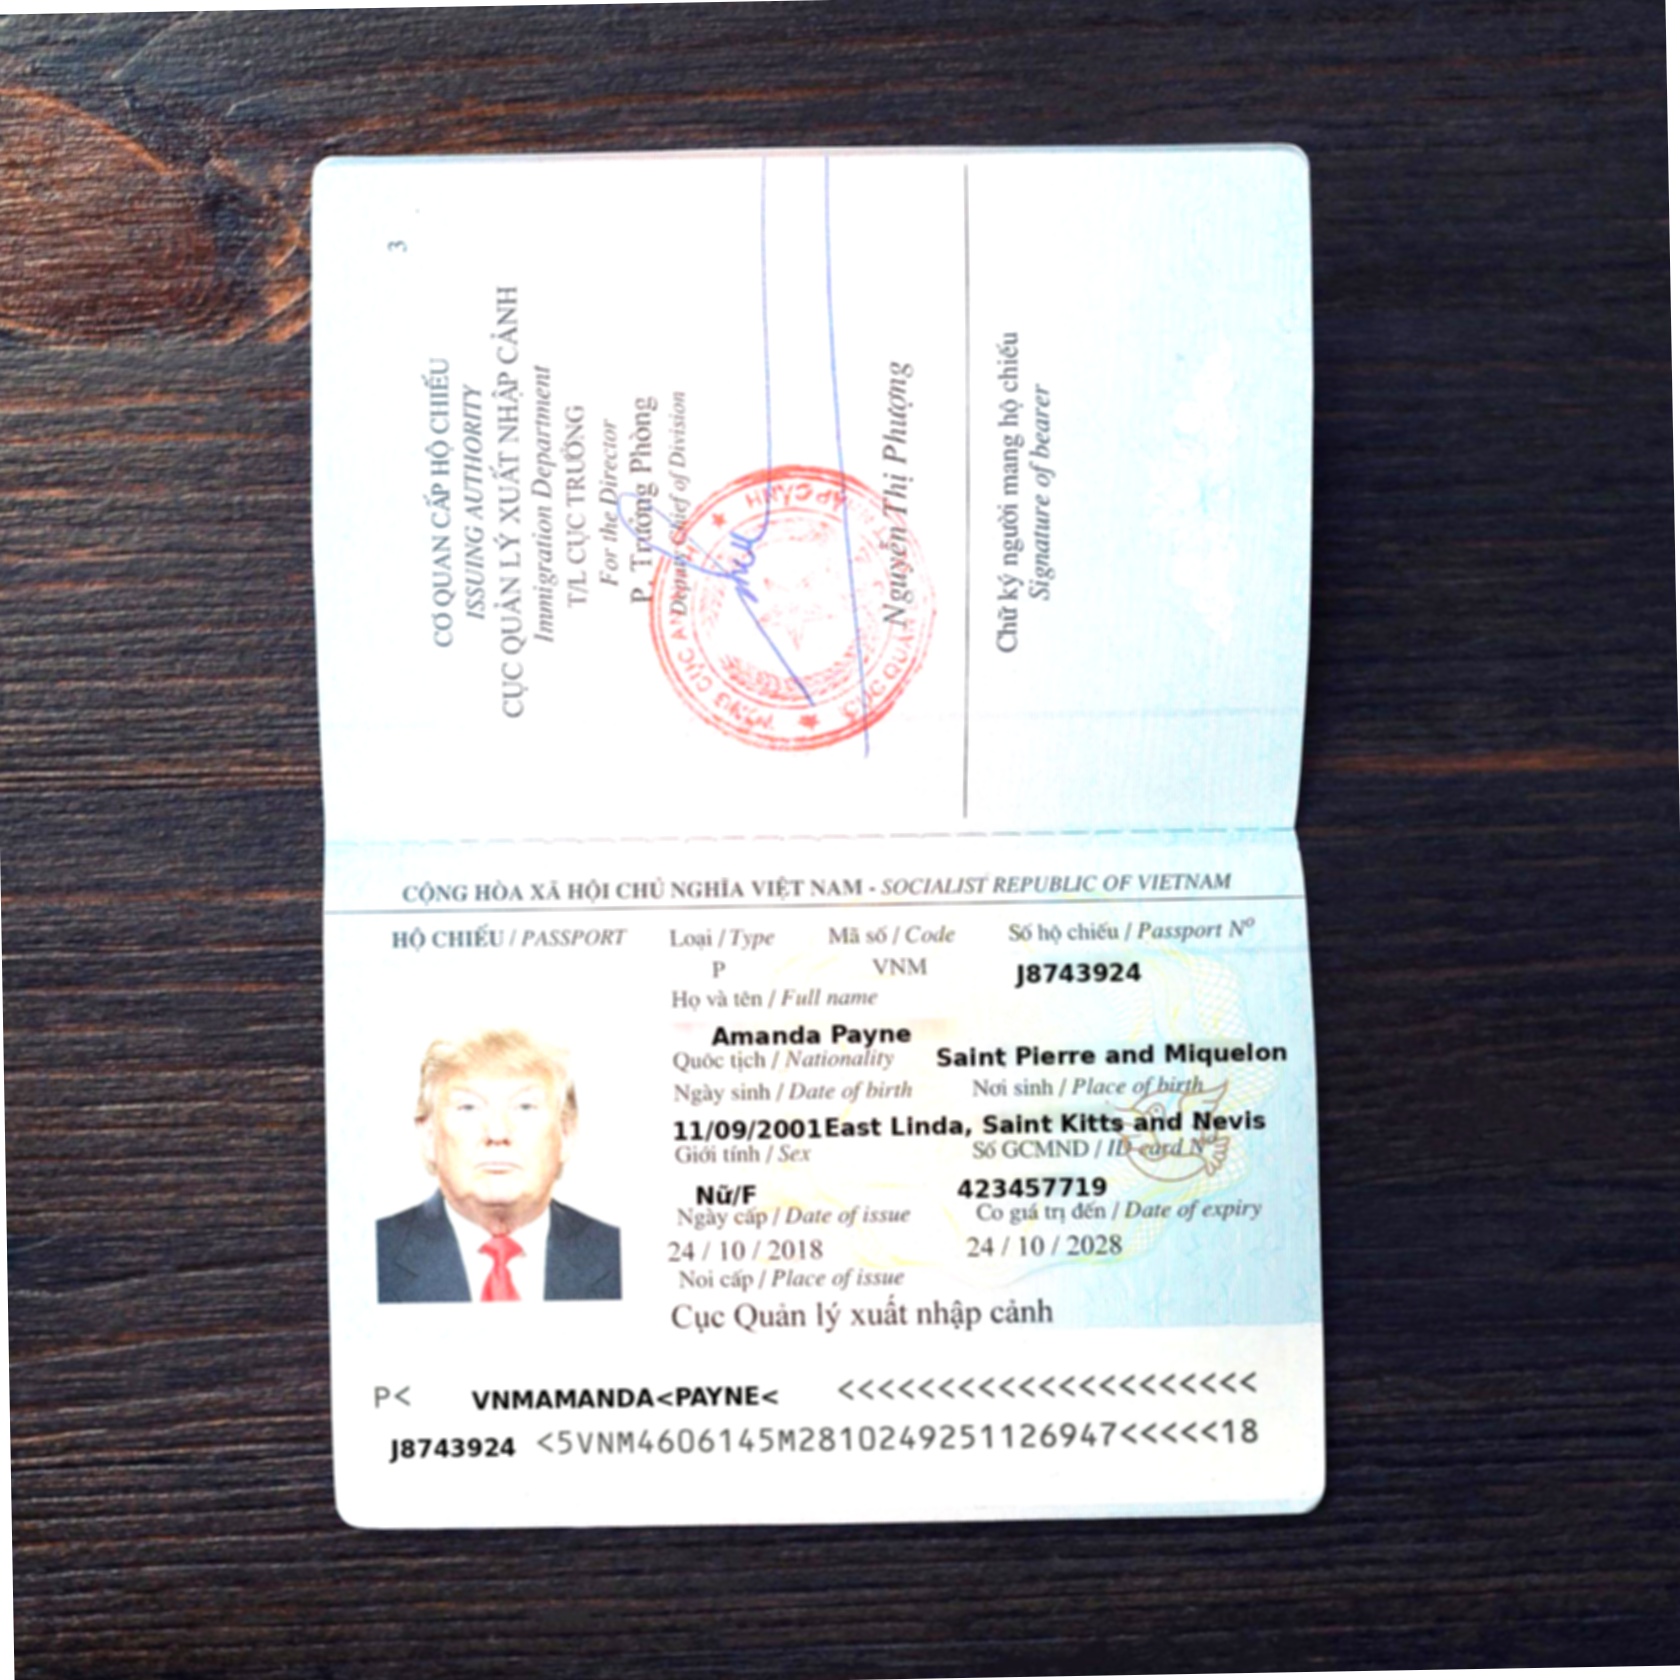 3
CƠ QUAN CẤP HỘ CHIẾU
ISSUING AUTHORITY
CỤC QUẢN LÝ XUẤT NHẬP CẢNH
Immigration Department
T/L CỤC TRƯỞNG
For the Director
P. Trưởng Phòng
Deputy Chief of Division
Nguyễn Thị Phượng
Chữ ký người mang hộ chiếu
Signature of bearer
CỘNG HÒA XÃ HỘI CHỦ NGHĨA VIỆT NAM - SOCIALIST REPUBLIC OF VIETNAM
HỘ CHIẾU / PASSPORT Loại / Type Mã số / Code Số hộ chiếu / Passport Nº
P VNM J8743924
Họ và tên / Full name
Amanda Payne
Quốc tịch / Nationality Saint Pierre and Miquelon
Ngày sinh / Date of birth Nơi sinh / Place of birth
11/09/2001East Linda, Saint Kitts and Nevis
Giới tính / Sex Số GCMND / ID card Nº
Nữ/F 423457719
Ngày cấp / Date of issue Co giá trị đến / Date of expiry
24 / 10 / 2018 24 / 10 / 2028
Noi cấp / Place of issue
Cục Quản lý xuất nhập cảnh
P< VNMAMANDA<PAYNE< <<<<<<<<<<<<<<<<<<<<<
J8743924 <5VNM4606145M2810249251126947<<<<<18